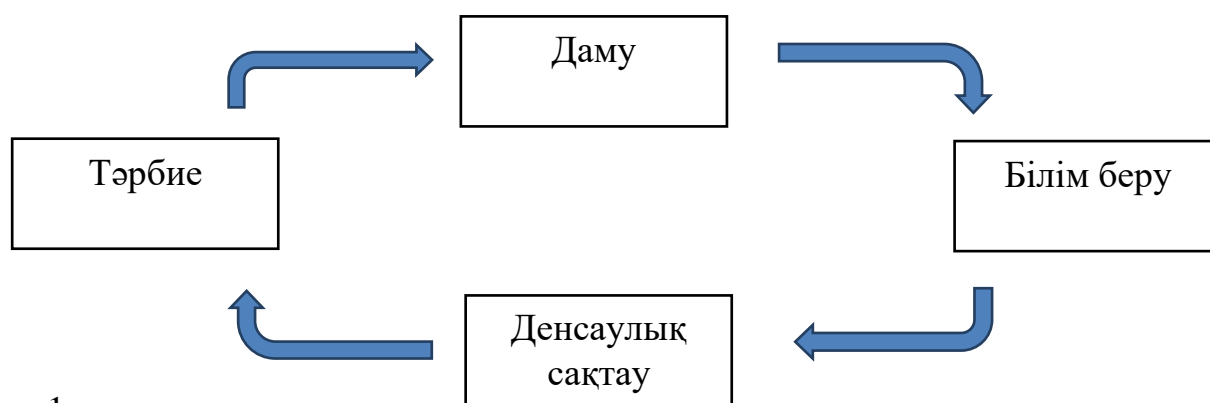 Даму
Тәрбие
Білім беру
Денсаулық
сақтау